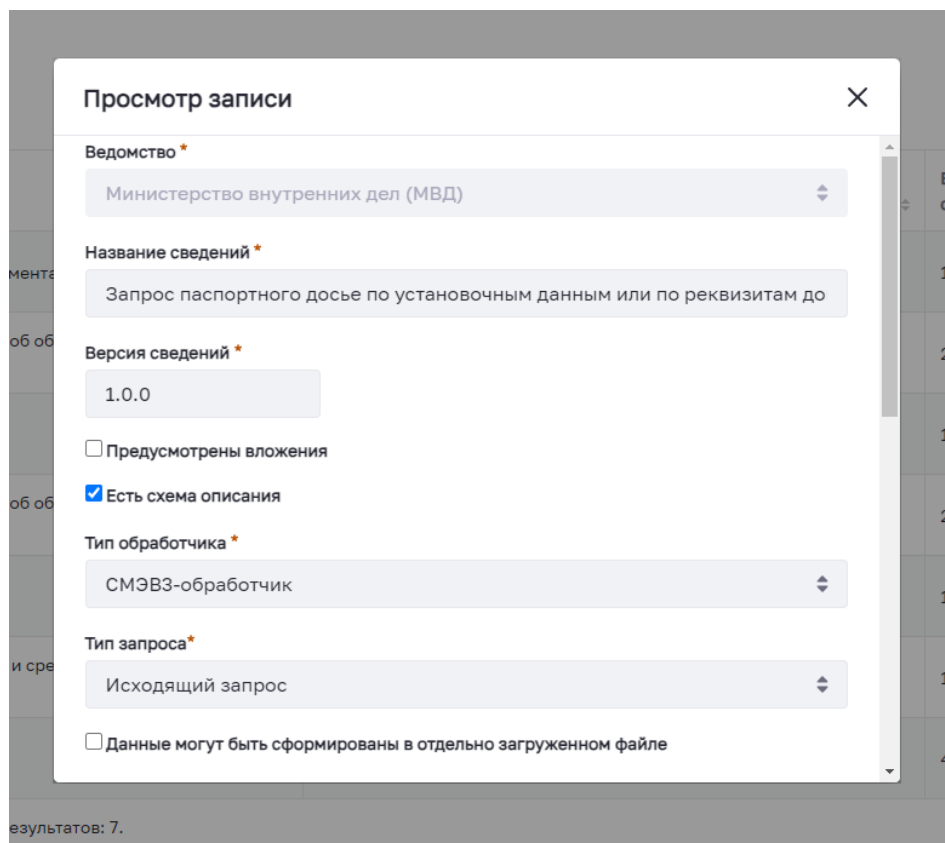 Просмотр записи
Ведомство *
Министерство внутренних дел (МВД)
Название сведений *
Запрос паспортного досье по установочным данным или по реквизитам до
Версия сведений *
1.0.0
Предусмотрены вложения
Есть схема описания
Тип обработчика *
СМЭВ3-обработчик
Тип запроса*
Исходящий запрос
Данные могут быть сформированы в отдельно загруженном файле
мента
об об
об об
и сре
езультатов: 7.